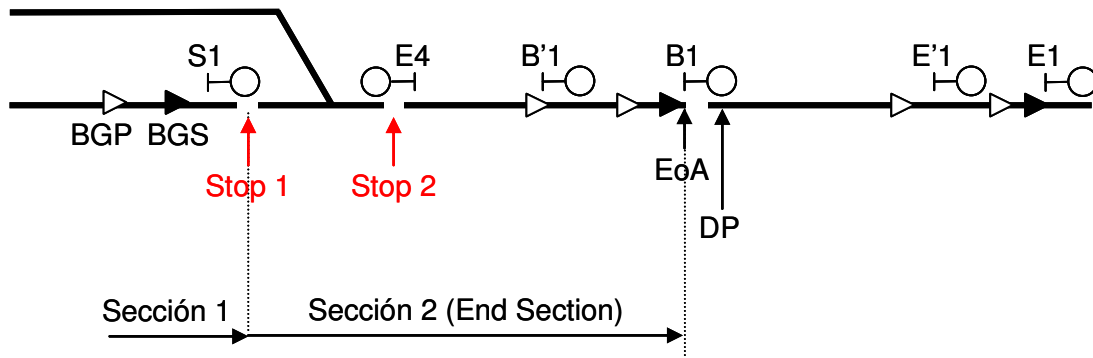 S1
E4
B'1
B1
E'1
E1
BGP
BGS
Stop 1
Stop 2
EoA
DP
Sección 1
Sección 2 (End Section)